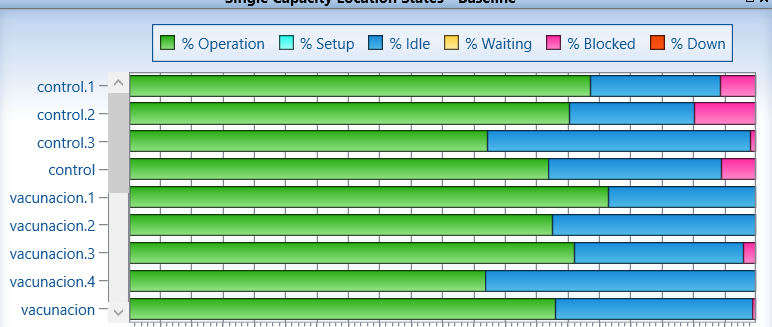 Single Capacity Location States - Baseline
% Operation % Setup % Idle % Waiting % Blocked % Down
control.1
control.2
control.3
control
vacunacion.1
vacunacion.2
vacunacion.3
vacunacion.4
vacunacion